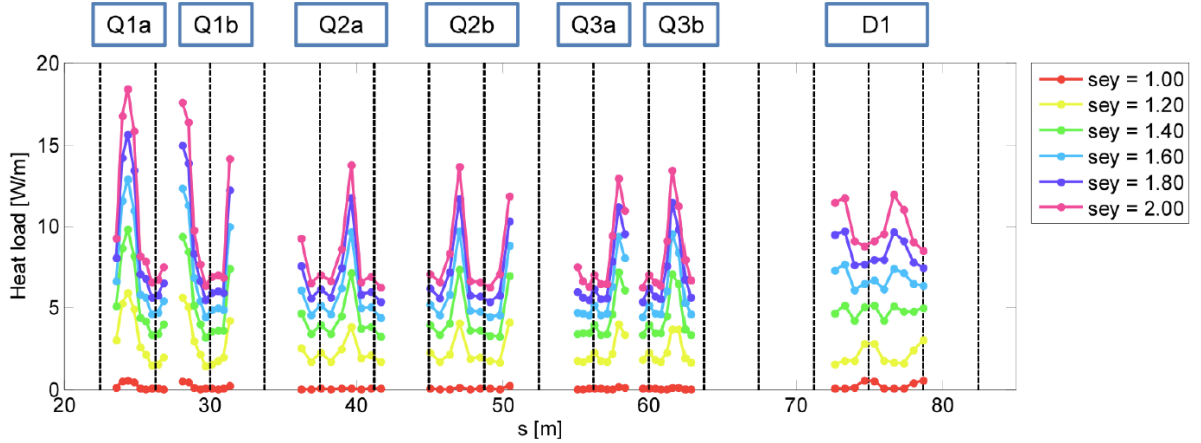 Q1a Q1b Q2a Q2b Q3a Q3b D1
20
15
10
5
0
Heat load [W/m]
20 30 40 50 60 70 80
s [m]
sey = 1.00
sey = 1.20
sey = 1.40
sey = 1.60
sey = 1.80
sey = 2.00